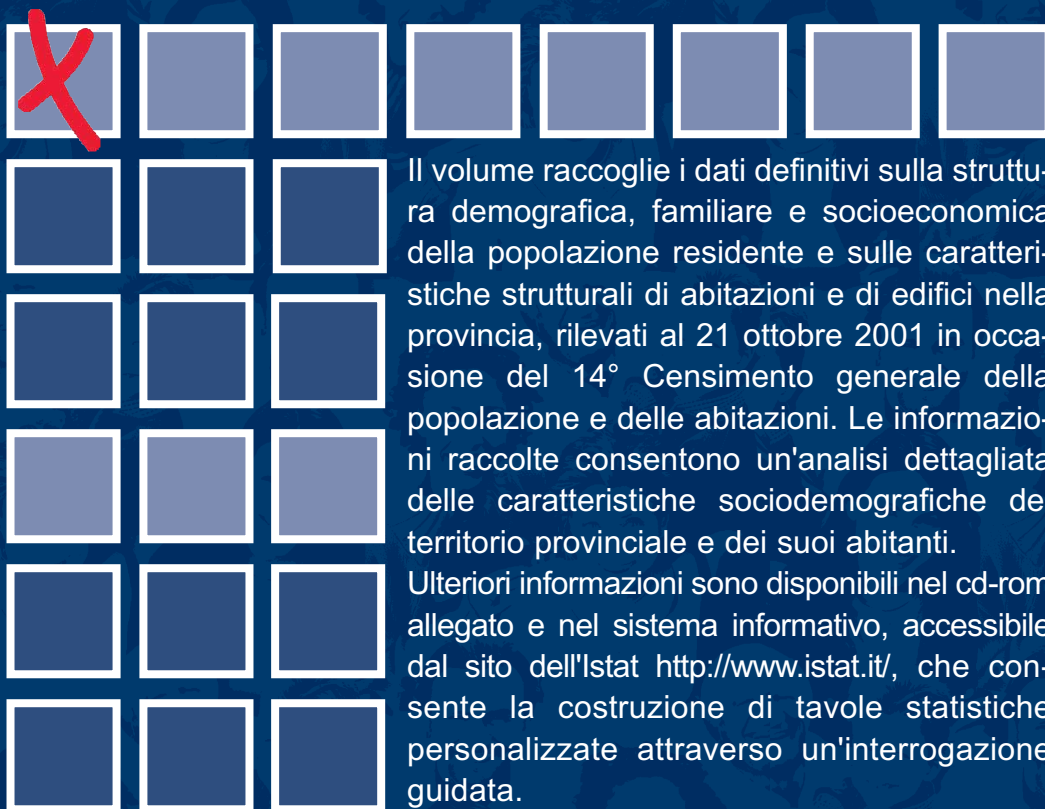 Il volume raccoglie i dati definitivi sulla struttu-
ra demografica, familiare e socioeconomica
della popolazione residente e sulle caratteri-
stiche strutturali di abitazioni e di edifici nella
provincia, rilevati al 21 ottobre 2001 in occa-
sione del 14° Censimento generale della
popolazione e delle abitazioni. Le informazio-
ni raccolte consentono un'analisi dettagliata
delle caratteristiche sociodemografiche de
territorio provinciale e dei suoi abitanti.
Ulteriori informazioni sono disponibili nel cd-rom
allegato e nel sistema informativo, accessibile
dal sito dell'Istat http://www.istat.it/, che con-
sente la costruzione di tavole statistiche
personalizzate attraverso un'interrogazione
guidata.